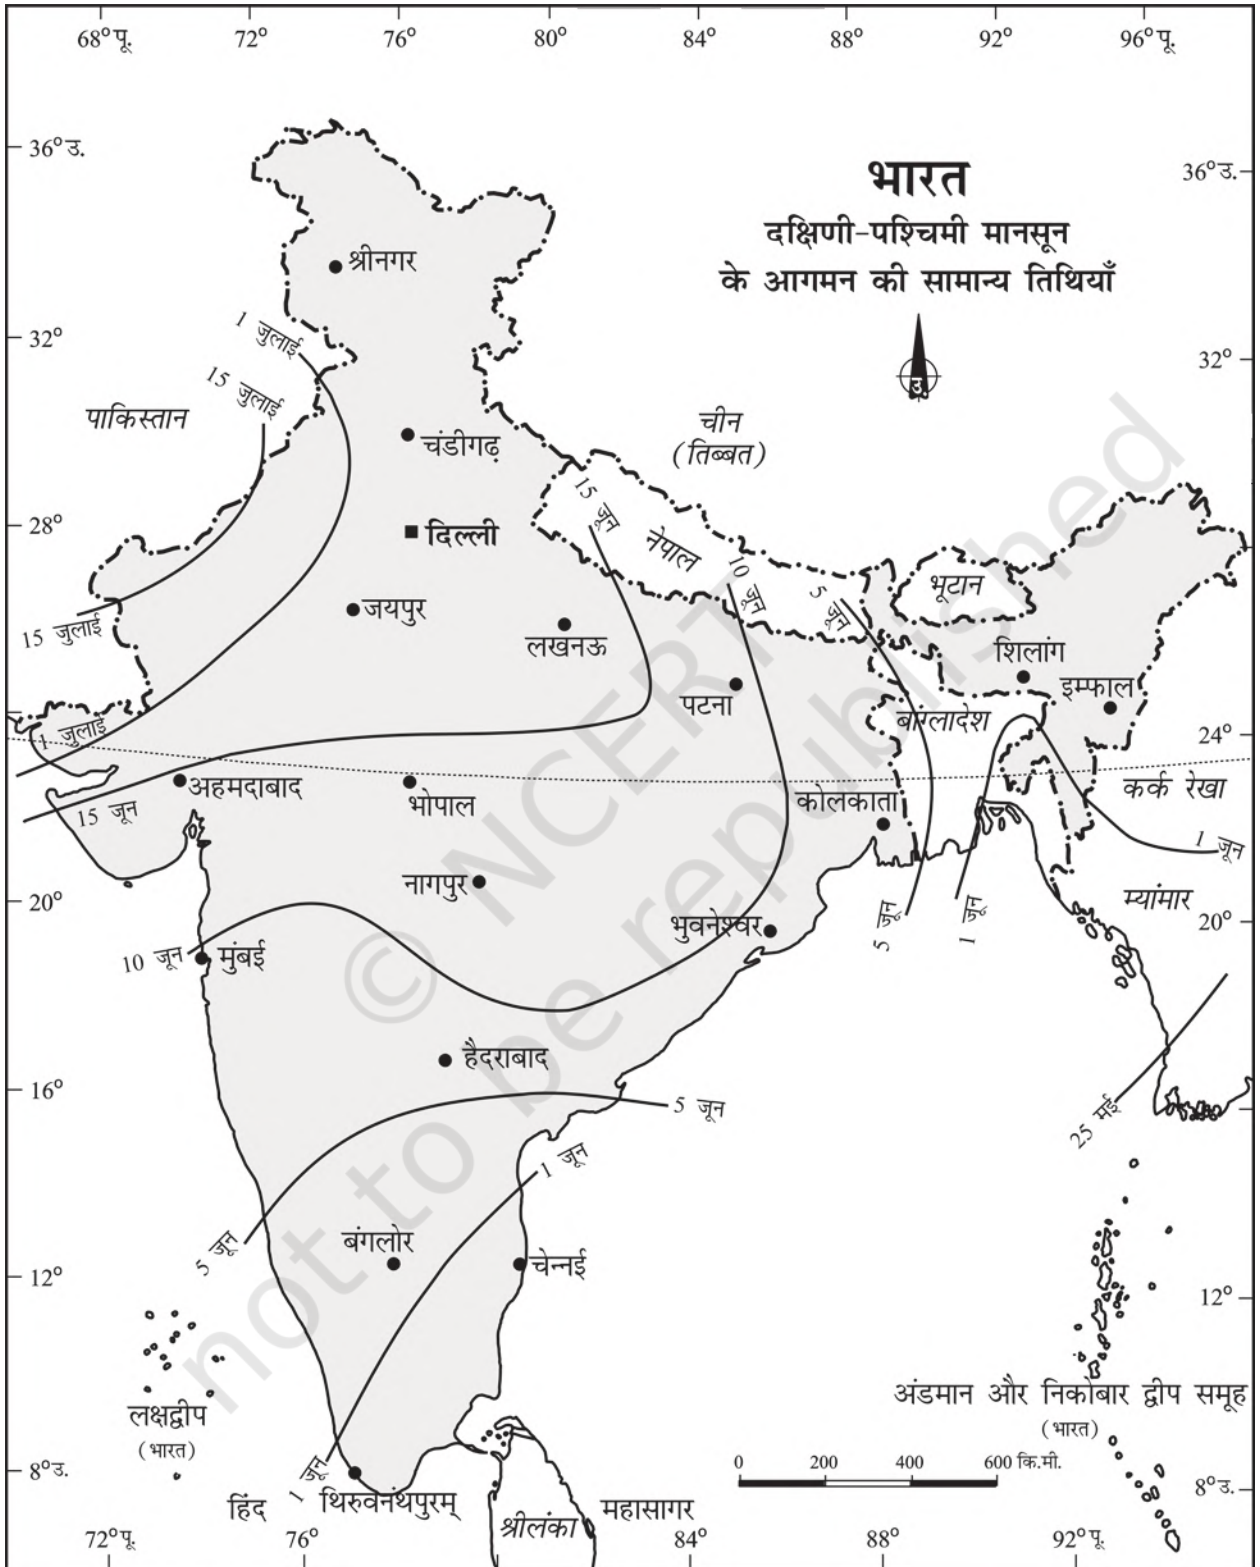 68° पू.
72°
76°
80°
84°
88°
92°
96° पू.
36° उ.
36° उ.
भारत
दक्षिणी-पश्चिमी मानसून
के आगमन की सामान्य तिथियाँ
उ.
श्रीनगर
1 जुलाई
32°
32°
15 जुलाई
पाकिस्तान
चीन
(तिब्बत)
चंडीगढ़
15 जून
28°
दिल्ली
नेपाल
10 जून
5 जून
भूटान
जयपुर
15 जुलाई
लखनऊ
शिलांग
इम्फाल
पटना
बांग्लादेश
1 जुलाई
24°
अहमदाबाद
भोपाल
कोलकाता
कर्क रेखा
15 जून
1 जून
नागपुर
20°
20°
म्यांमार
भुवनेश्वर
5 जून
1 जून
10 जून
मुंबई
हैदराबाद
16°
5 जून
25 मई
1 जून
5 जून
बंगलोर
चेन्नई
12°
12°
लक्षद्वीप
(भारत)
अंडमान और निकोबार द्वीप समूह
(भारत)
0 200 400 600 कि.मी.
8° उ.
8° उ.
1 जून
हिंद
थिरुवनंथपुरम्
श्रीलंका
महासागर
72° पू.
76°
84°
88°
92° पू.
© NCERT
not to be republished